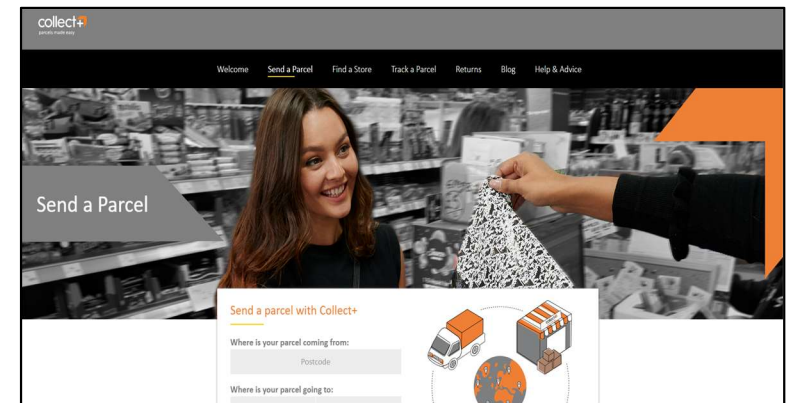 collect+
parcels made easy
Welcome Send a Parcel Find a Store Track a Parcel Returns Blog Help & Advice
Send a Parcel
Send a parcel with Collect+
Where is your parcel coming from:
Postcode
Where is your parcel going to: